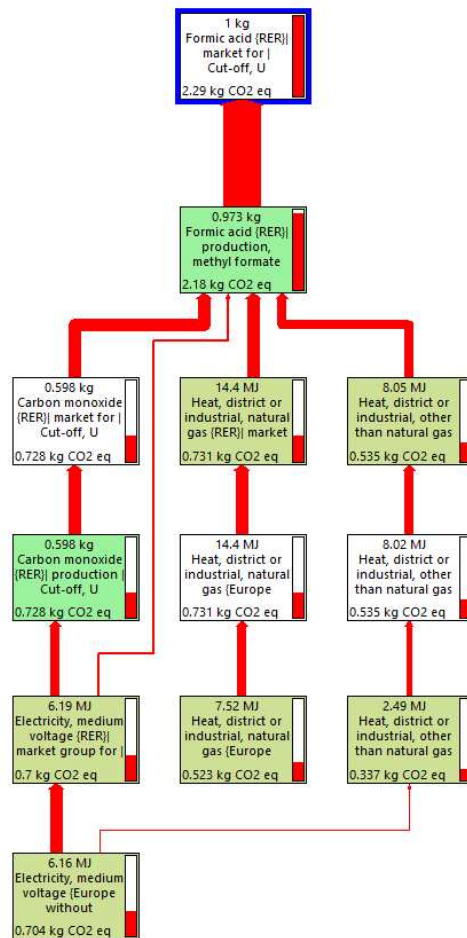 1 kg
Formic acid {RER}|
market for |
Cut-off, U
2.29 kg CO2 eq
0.973 kg
Formic acid {RER}|
production,
methyl formate
2.18 kg CO2 eq
0.598 kg
Carbon monoxide
{RER}| market for |
Cut-off, U
0.728 kg CO2 eq
14.4 MJ
Heat, district or
industrial, natural
gas {RER}| market
0.731 kg CO2 eq
8.05 MJ
Heat, district or
industrial, other
than natural gas
0.535 kg CO2 eq
0.598 kg
Carbon monoxide
{RER}| production |
Cut-off, U
0.728 kg CO2 eq
14.4 MJ
Heat, district or
industrial, natural
gas {Europe
0.731 kg CO2 eq
8.02 MJ
Heat, district or
industrial, other
than natural gas
0.535 kg CO2 eq
6.19 MJ
Electricity, medium
voltage {RER}|
market group for |
0.7 kg CO2 eq
7.52 MJ
Heat, district or
industrial, natural
gas {Europe
0.523 kg CO2 eq
2.49 MJ
Heat, district or
industrial, other
than natural gas
0.337 kg CO2 eq
6.16 MJ
Electricity, medium
voltage {Europe
without
0.704 kg CO2 eq